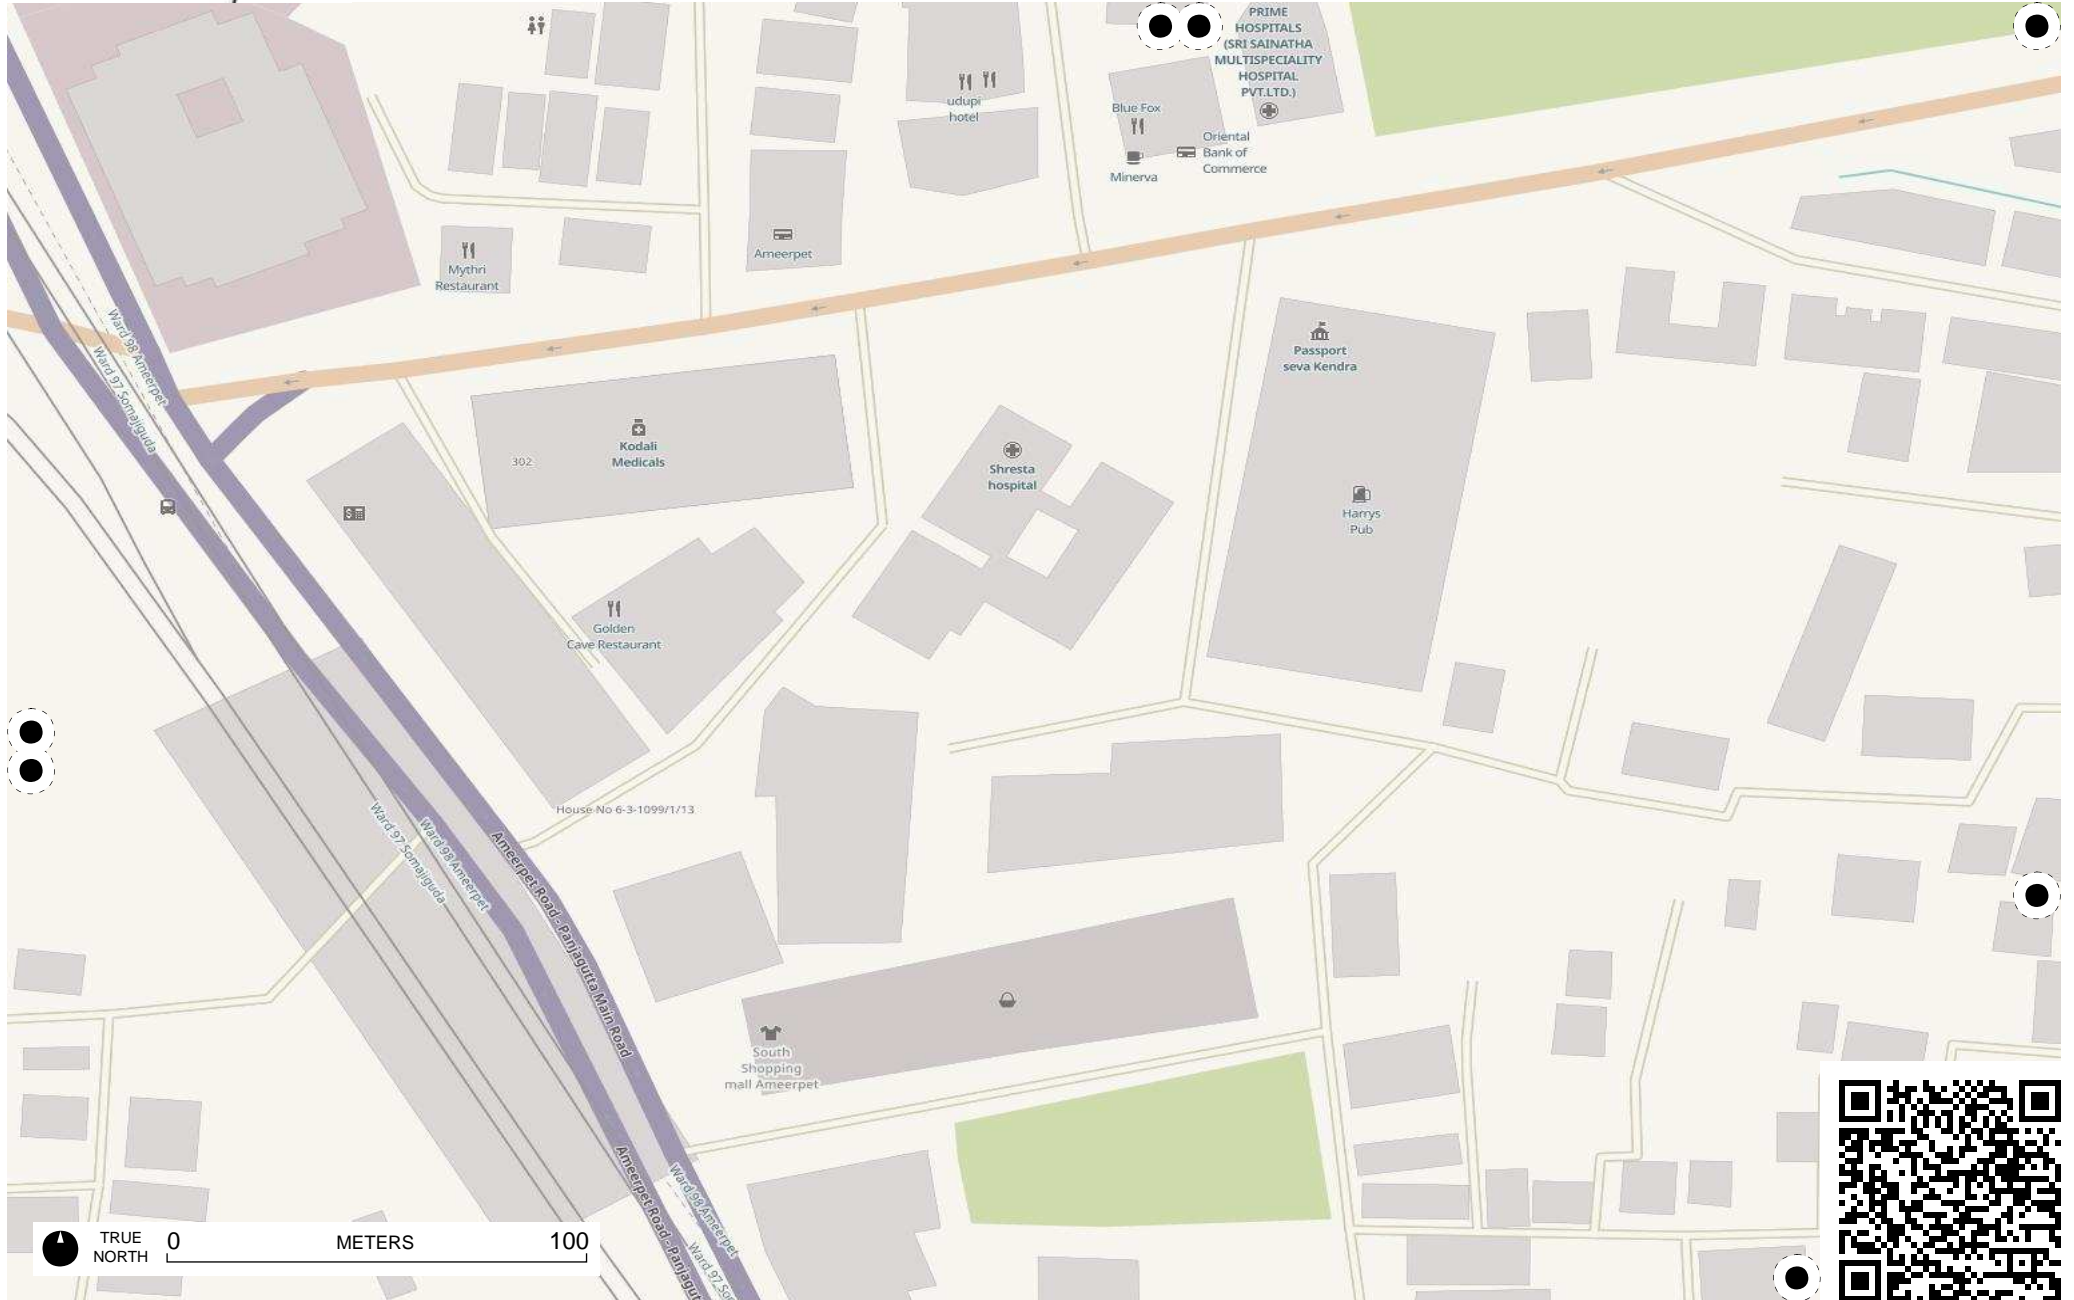 PRIME
HOSPITALS
(SRI SAINATHA
MULTISPECIALITY
HOSPITAL
PVT.LTD.)
udupi
hotel
Blue Fox
Oriental
Bank of
Commerce
Minerva
Ameerpet
Mythri
Restaurant
Ward 98 Ameerpet
Ward 97 Somajiguda
Passport
seva Kendra
Kodali
Medicals
302
Shresta
hospital
Harrys
Pub
Golden
Cave Restaurant
House No 6-3-1099/1/13
Ward 97 Somajiguda
Ward 98 Ameerpet
Ameerpet Road - Panjagutta Main Road
South
Shopping
mall Ameerpet
Ameerpet Road - Panjagut
Ward 98 Ameerpet
Ward 97 So
TRUE
NORTH
0 METERS 100